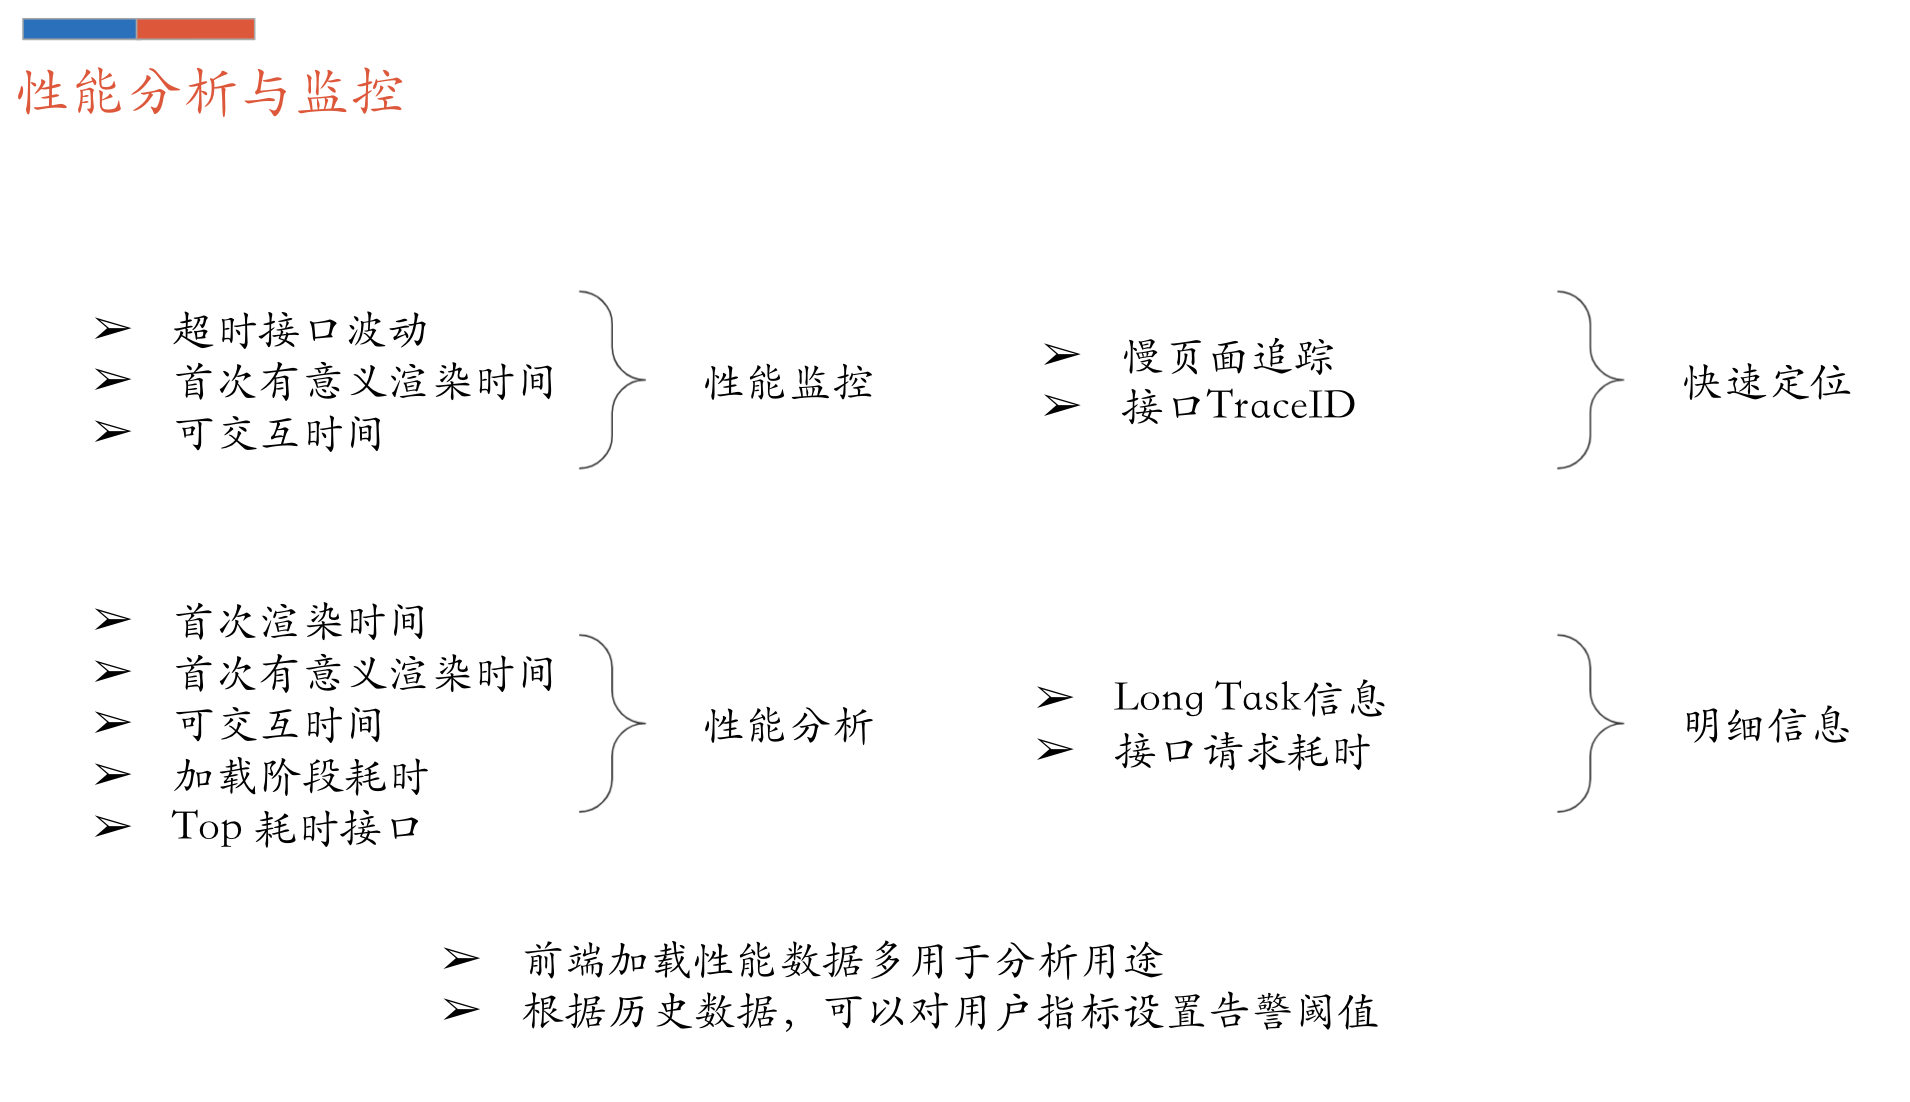 性能分析与监控
超时接口波动
首次有意义渲染时间
可交互时间
性能监控
慢页面追踪
接口TraceID
快速定位
首次渲染时间
首次有意义渲染时间
可交互时间
加载阶段耗时
Top 耗时接口
性能分析
Long Task信息
接口请求耗时
明细信息
前端加载性能数据多用于分析用途
根据历史数据，可以对用户指标设置告警阈值